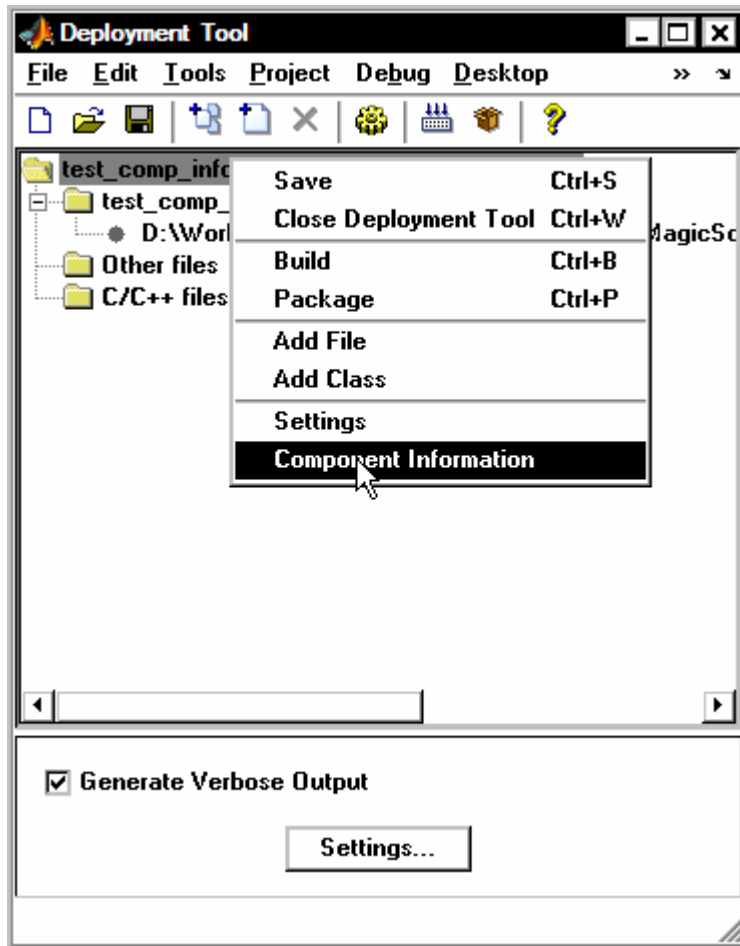 Deployment Tool
File Edit Tools Project Debug Desktop »
test_comp_info
test_comp_
D:\Worl
Other files
C/C++ files
Save Ctrl+S
Close Deployment Tool Ctrl+W
Build Ctrl+B
Package Ctrl+P
Add File
Add Class
Settings
Component Information
MagicSc
Generate Verbose Output
Settings...